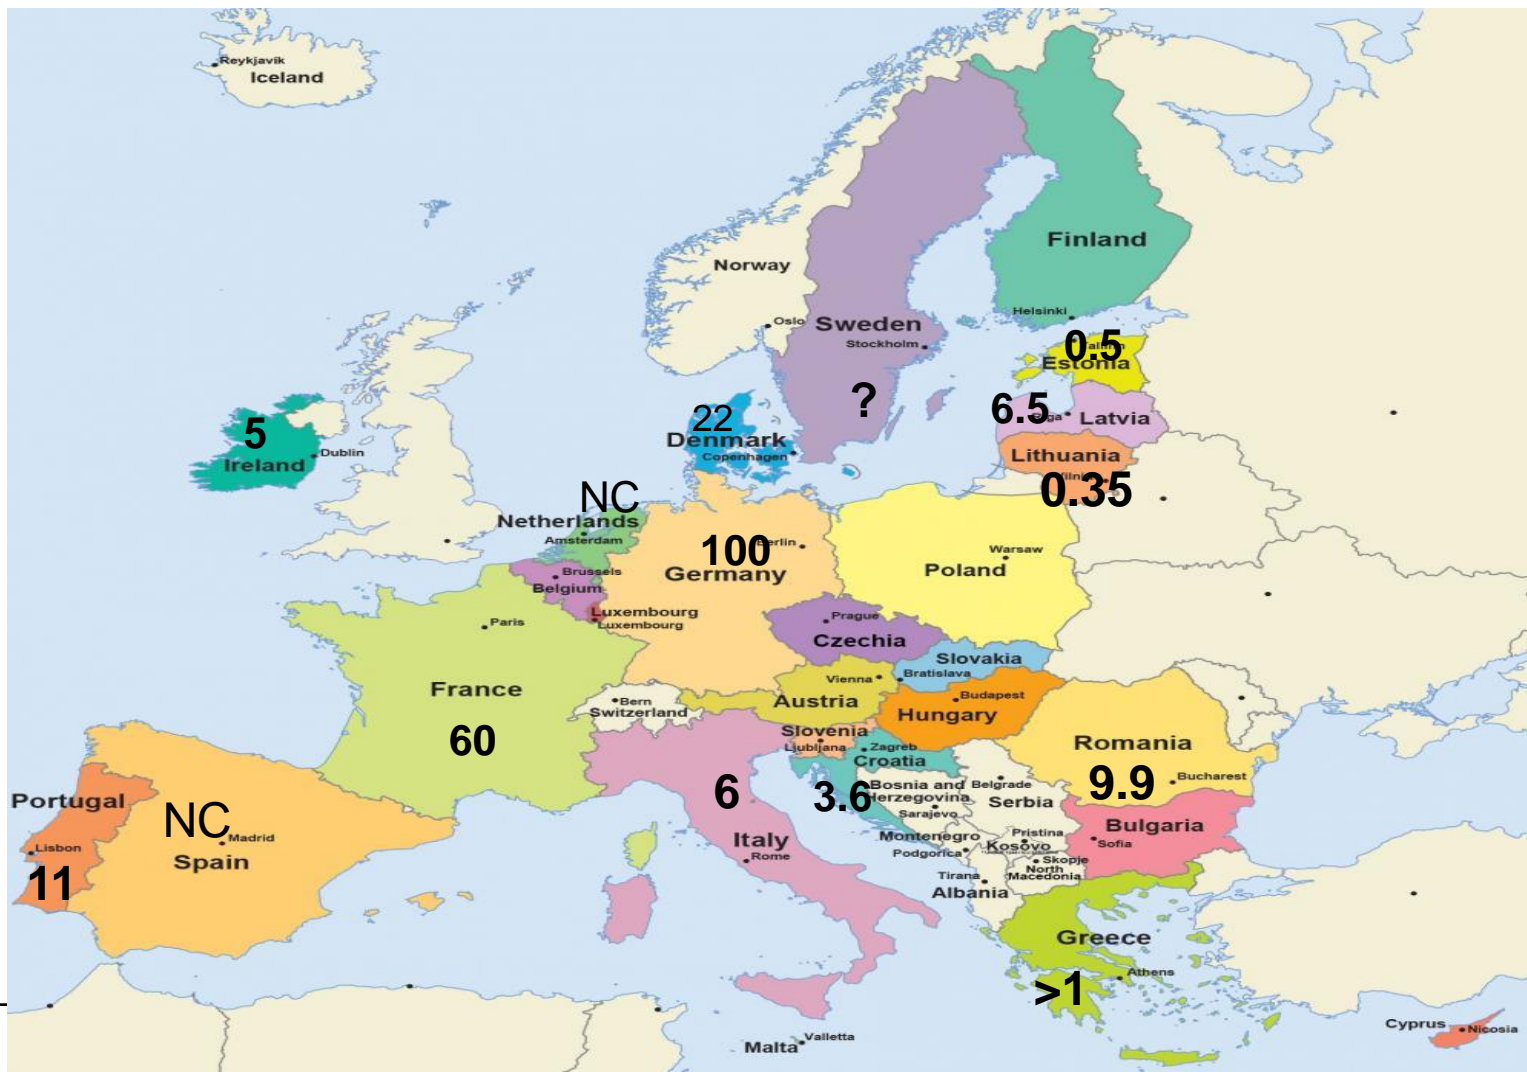 Reykjavik
Iceland
Finland
Norway
Helsinki
Oslo
Sweden
Stockholm
0.5
Estonia
?
6.5
Latvia
22
Denmark
Copenhagen
5
Ireland
Dublin
Lithuania
0.35
NC
Netherlands
Amsterdam
100
Berlin
Germany
Warsaw
Poland
Brussels
Belgium
Luxembourg
Luxembourg
Paris
Prague
Czechia
Slovakia
Bratislava
Vienna
Austria
France
60
Bern
Switzerland
Budapest
Hungary
Slovenia
Ljubljana
Zagreb
Croatia
Romania
9.9
Bucharest
Portugal
Lisbon
11
NC
Madrid
Spain
6
Italy
Rome
3.6
Bosnia and
Herzegovina
Sarajevo
Belgrade
Serbia
Montenegro
Podgorica
Pristina
Kosovo
Skopje
North
Macedonia
Tirana
Albania
Bulgaria
Sofia
Greece
Athens
>1
Malta
Valletta
Cyprus
Nicosia